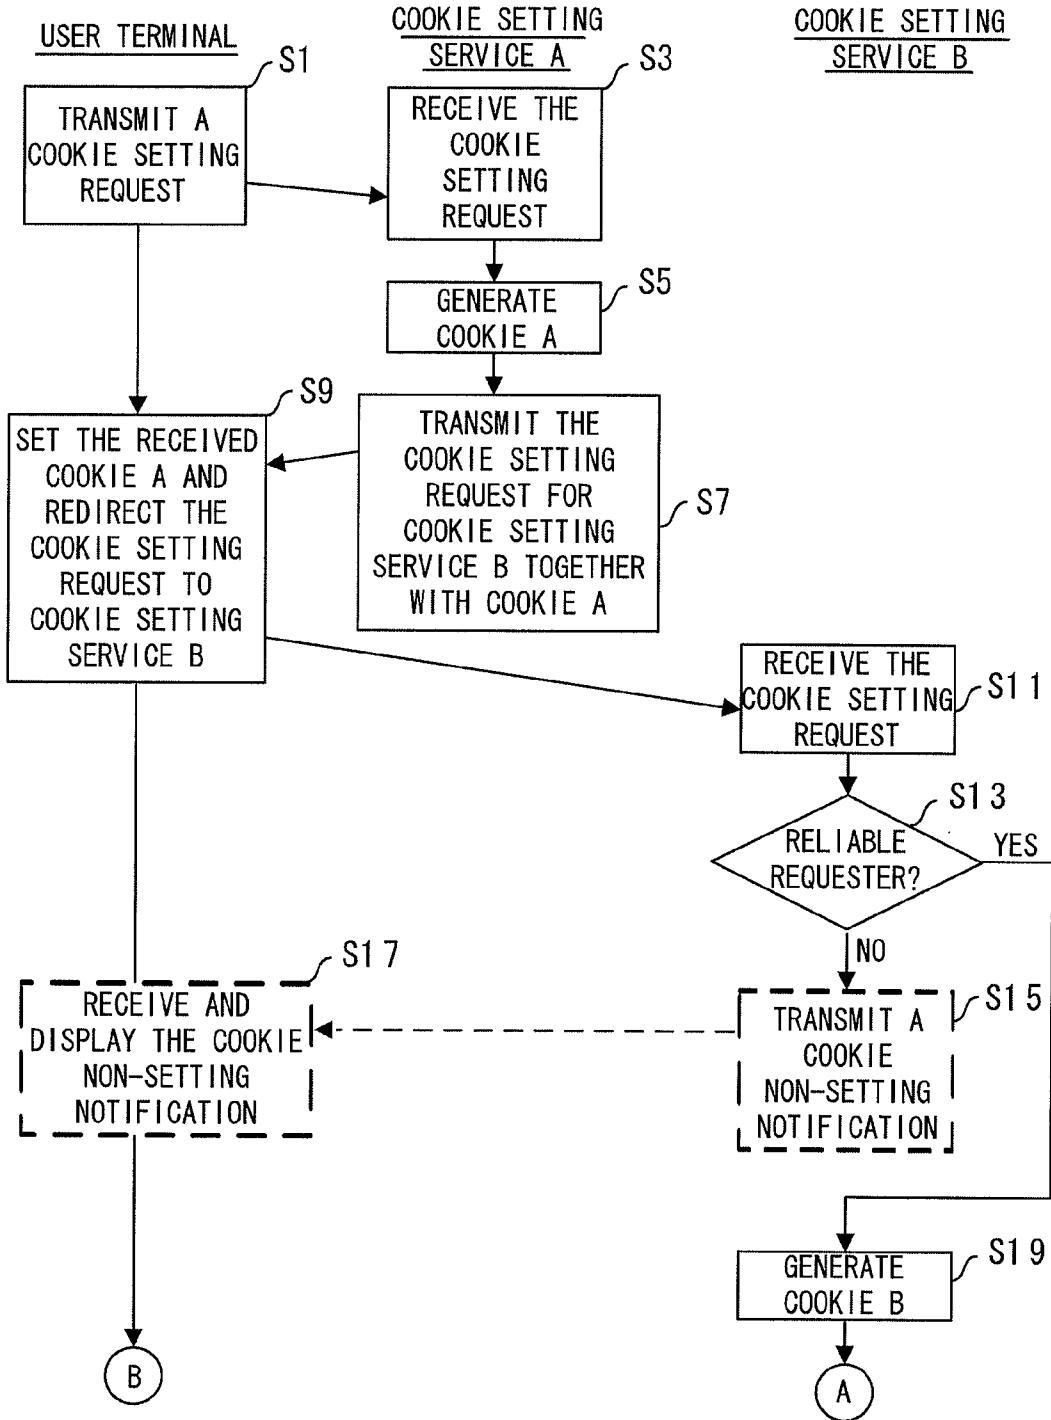 USER TERMINAL
COOKIE SETTING
SERVICE A
COOKIE SETTING
SERVICE B
S1
TRANSMIT A
COOKIE SETTING
REQUEST
S3
RECEIVE THE
COOKIE
SETTING
REQUEST
S5
GENERATE
COOKIE A
S9
SET THE RECEIVED
COOKIE A AND
REDIRECT THE
COOKIE SETTING
REQUEST TO
COOKIE SETTING
SERVICE B
S7
TRANSMIT THE
COOKIE SETTING
REQUEST FOR
COOKIE SETTING
SERVICE B TOGETHER
WITH COOKIE A
RECEIVE THE
COOKIE SETTING
REQUEST
S11
S13
RELIABLE
REQUESTER?
YES
NO
S17
RECEIVE AND
DISPLAY THE COOKIE
NON-SETTING
NOTIFICATION
S15
TRANSMIT A
COOKIE
NON-SETTING
NOTIFICATION
S19
GENERATE
COOKIE B
B
A